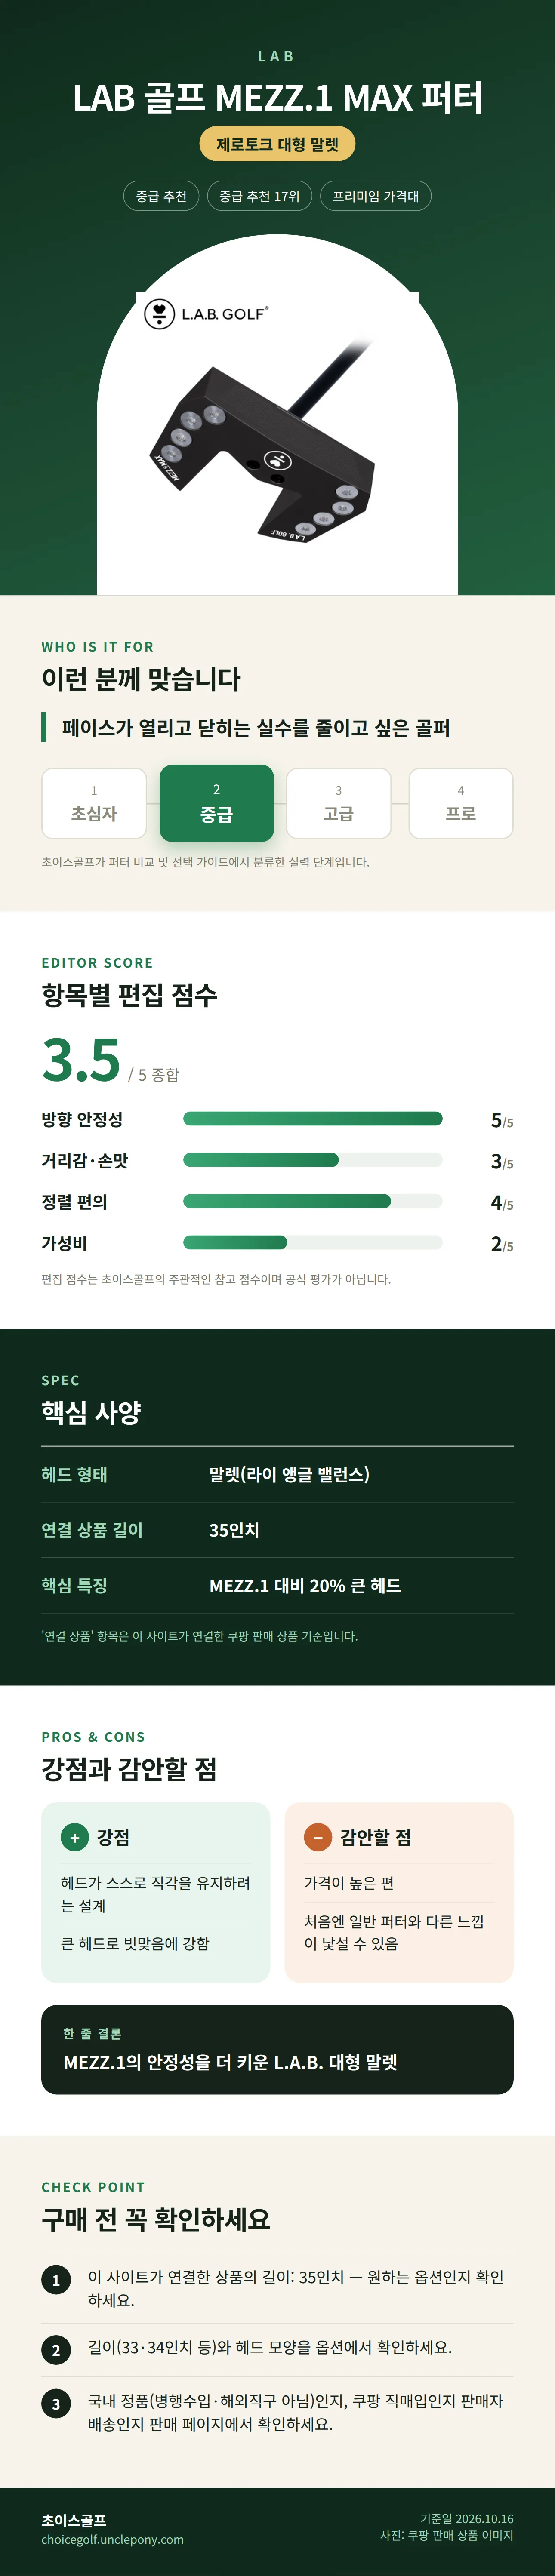 LAB
LAB 골프 MEZZ.1 MAX 퍼터
제로토크 대형 말렛
중급 추천
중급 추천 17위
프리미엄 가격대
L.A.B. GOLF®
MEZZ.1 MAX
L.A.B. GOLF
WHO IS IT FOR
이런 분께 맞습니다
페이스가 열리고 닫히는 실수를 줄이고 싶은 골퍼
1
초심자
2
중급
3
고급
4
프로
초이스골프가 퍼터 비교 및 선택 가이드에서 분류한 실력 단계입니다.
EDITOR SCORE
항목별 편집 점수
3.5 / 5 종합
방향 안정성 5/5
거리감·손맛 3/5
정렬 편의 4/5
가성비 2/5
편집 점수는 초이스골프의 주관적인 참고 점수이며 공식 평가가 아닙니다.
SPEC
핵심 사양
헤드 형태 말렛(라이 앵글 밸런스)
연결 상품 길이 35인치
핵심 특징 MEZZ.1 대비 20% 큰 헤드
'연결 상품' 항목은 이 사이트가 연결한 쿠팡 판매 상품 기준입니다.
PROS & CONS
강점과 감안할 점
+ 강점
헤드가 스스로 직각을 유지하려
는 설계
큰 헤드로 빗맞음에 강함
− 감안할 점
가격이 높은 편
처음엔 일반 퍼터와 다른 느낌
이 낯설 수 있음
한 줄 결론
MEZZ.1의 안정성을 더 키운 L.A.B. 대형 말렛
CHECK POINT
구매 전 꼭 확인하세요
1 이 사이트가 연결한 상품의 길이: 35인치 — 원하는 옵션인지 확인
하세요.
2 길이(33·34인치 등)와 헤드 모양을 옵션에서 확인하세요.
3 국내 정품(병행수입·해외직구 아님)인지, 쿠팡 직매입인지 판매자
배송인지 판매 페이지에서 확인하세요.
초이스골프
choicegolf.unclepony.com
기준일 2026.10.16
사진: 쿠팡 판매 상품 이미지